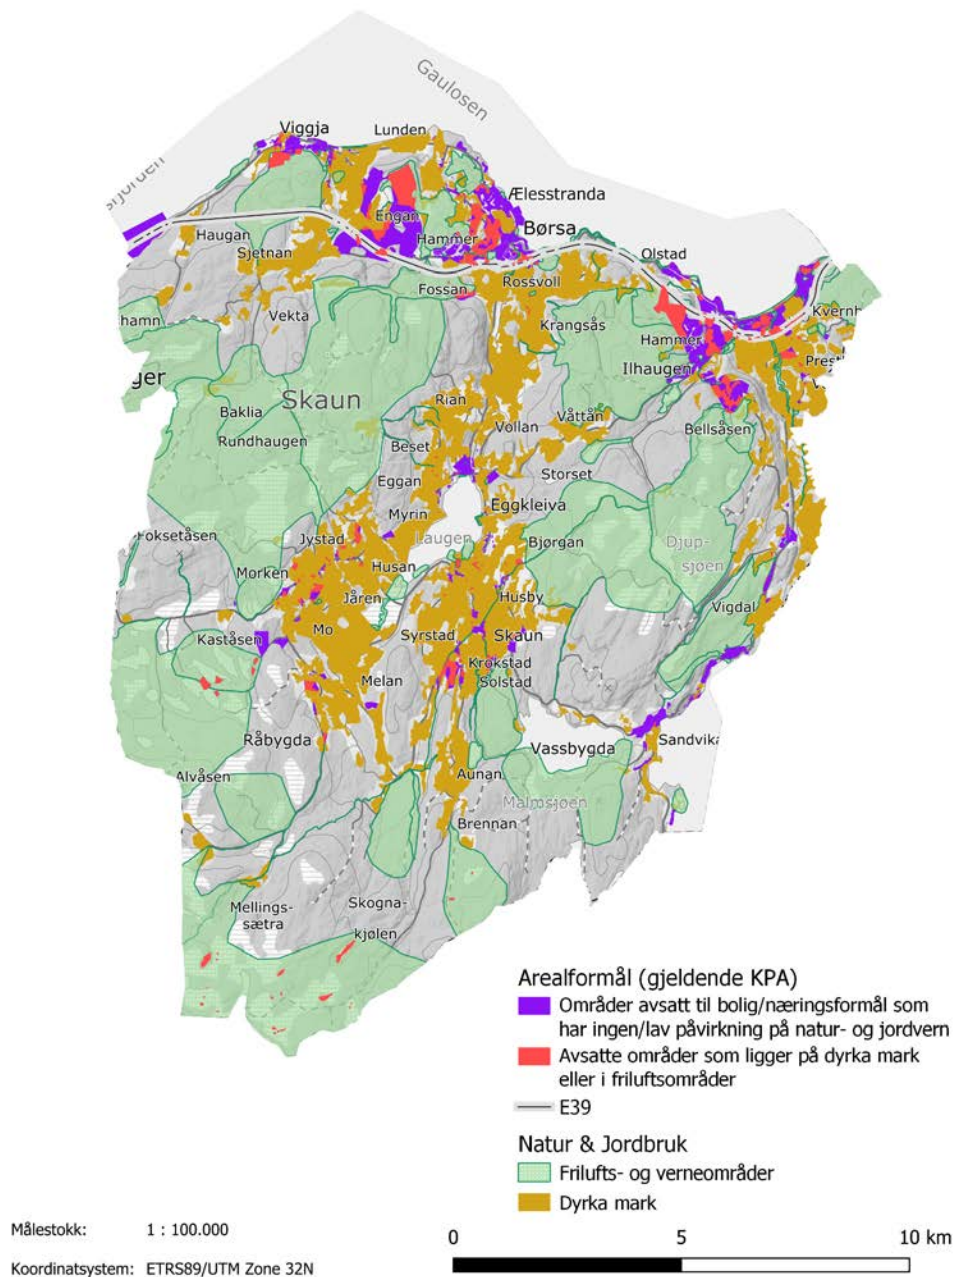 Gaulosen
Viggja
Lunden
Ælesstranda
Engan
Børsa
Haugan
Hammer
Sjetnan
Olstad
Fossan
Rossvoll
hamn
Vekta
Krangsås
Kvernh
Hammer
Prest
Ilhaugen
ger
Skaun
Rian
Baklia
Våttån
Vollan
Rundhaugen
Bellsåsen
Beset
Storset
Eggan
Eggkleiva
Myrin
Foksetåsen
Jystad
Laugen
Bjørgan
Djup-
sjøen
Husan
Morken
Jåren
Husby
Vigdal
Mo
Syrstad
Skaun
Kaståsen
Krokstad
Melan
Solstad
Råbygda
Vassbygda
Sandvika
Alvåsen
Aunan
Malmsjøen
Brennan
Mellings-
sætra
Skogna-
kjølen
Arealformål (gjeldende KPA)
Områder avsatt til bolig/næringsformål som
har ingen/lav påvirkning på natur- og jordvern
Avsatte områder som ligger på dyrka mark
eller i friluftsområder
E39
Natur & Jordbruk
Frilufts- og verneområder
Dyrka mark
Målestokk: 1 : 100.000
0 5 10 km
Koordinatsystem: ETRS89/UTM Zone 32N